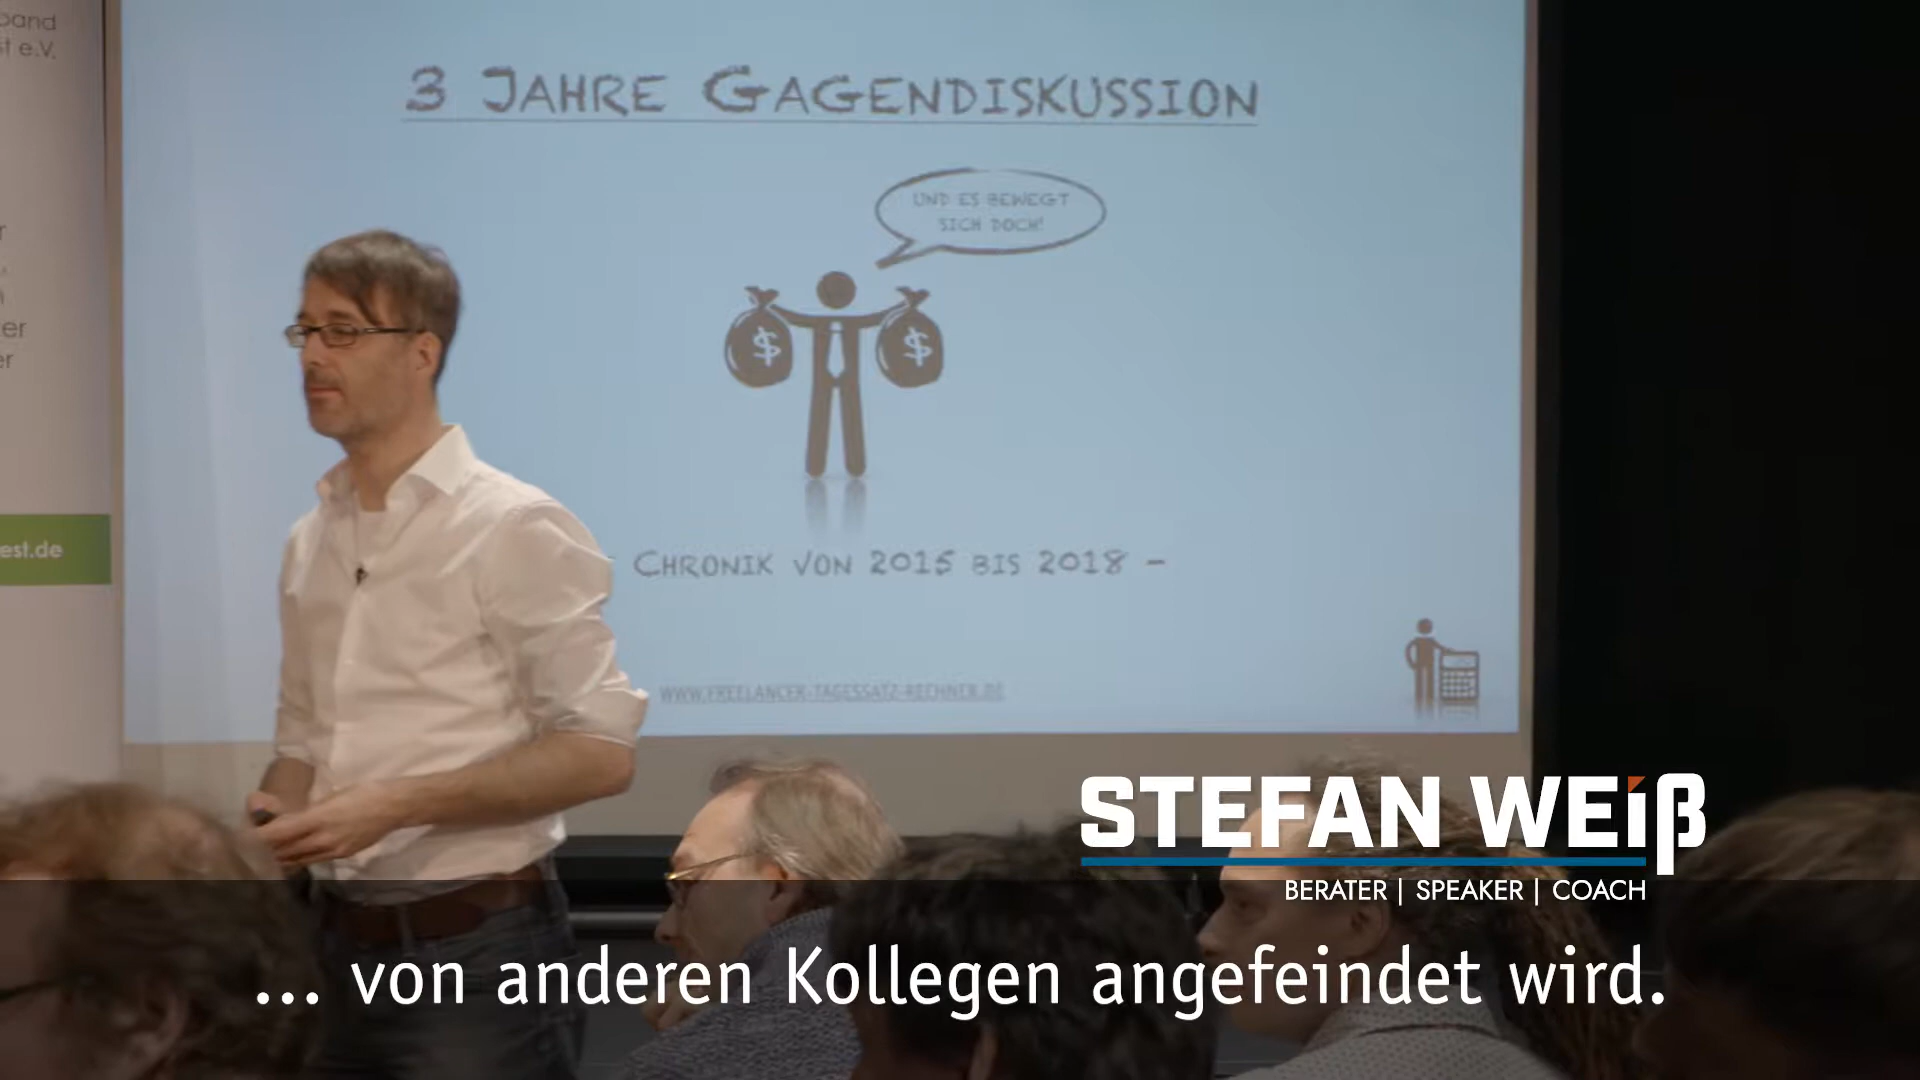 e.V.
est.de
3 JAHRE GAGENDISKUSSION
UND ES BEWEGT
SICH DOCH!
$ $
CHRONIK VON 2015 BIS 2018 –
WWW.FREELANCER-TAGESSATZ-RECHNER.DE
STEFAN WEiß
BERATER | SPEAKER | COACH
... von anderen Kollegen angefeindet wird.